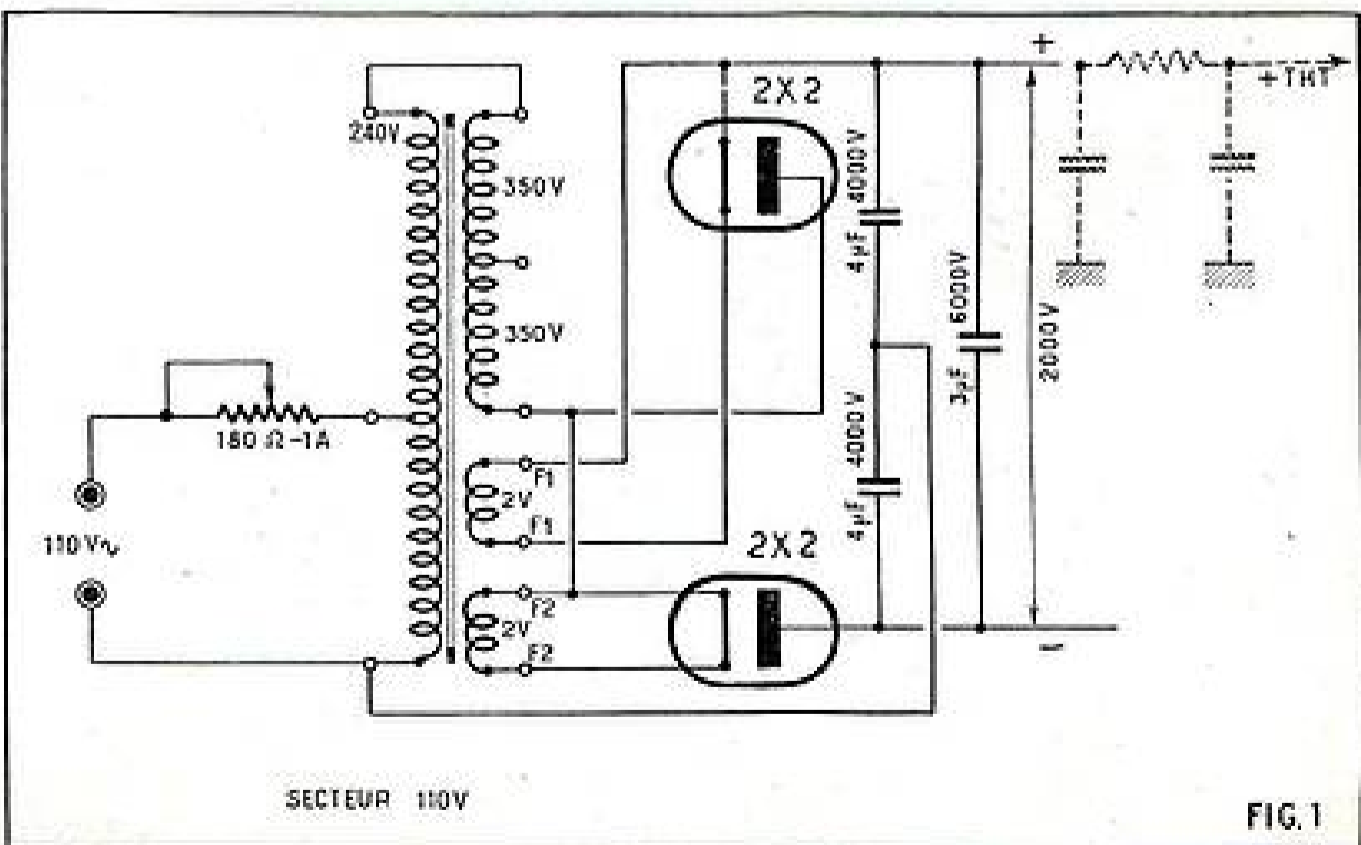 240V
350V
350V
180 Ω-1A
110V∿
F1
2V
F1
F2
2V
F2
2X2
2X2
4µF 4000V
4µF 4000V
3µF 6000V
2000V
+
+THT
−
SECTEUR 110V
FIG. 1